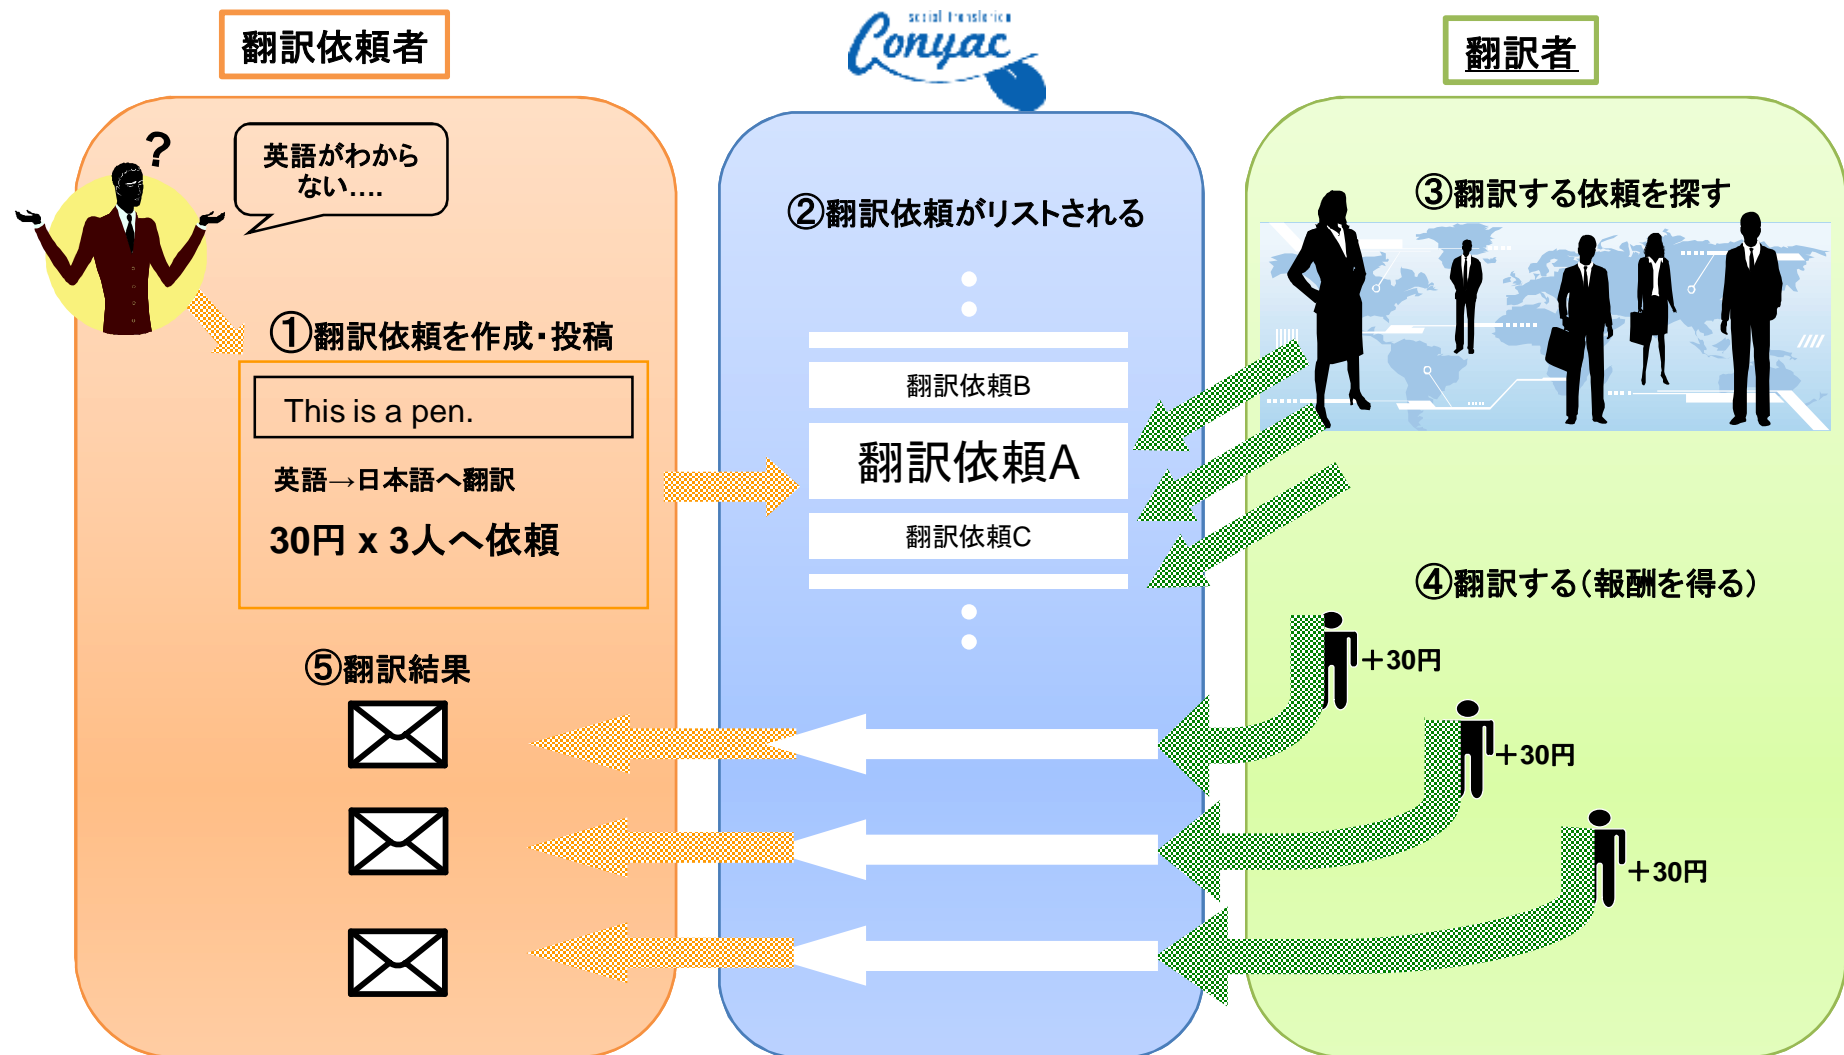 翻訳依頼者
social translation
Conyac
翻訳者
?
英語がわから
ない....
①翻訳依頼を作成・投稿
This is a pen.
英語→日本語へ翻訳
30円 x 3人へ依頼
⑤翻訳結果
②翻訳依頼がリストされる
翻訳依頼B
翻訳依頼A
翻訳依頼C
③翻訳する依頼を探す
④翻訳する（報酬を得る）
＋30円
＋30円
＋30円